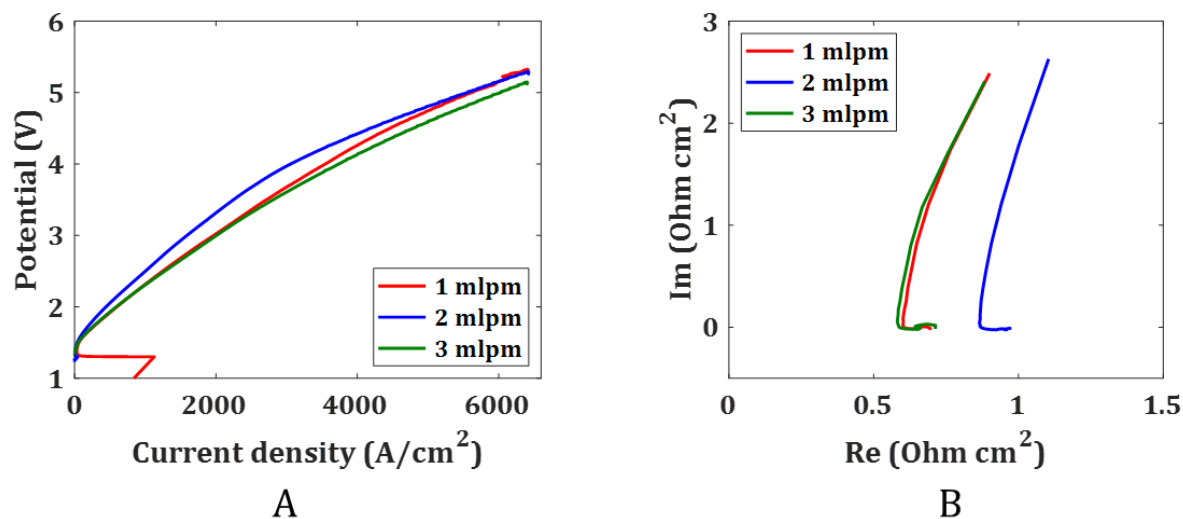 6
5
4
3
2
1
Potential (V)
1 mlpm
2 mlpm
3 mlpm
0
2000
4000
6000
Current density (A/cm²)
A
3
2
1
0
Im (Ohm cm²)
1 mlpm
2 mlpm
3 mlpm
0
0.5
1
1.5
Re (Ohm cm²)
B